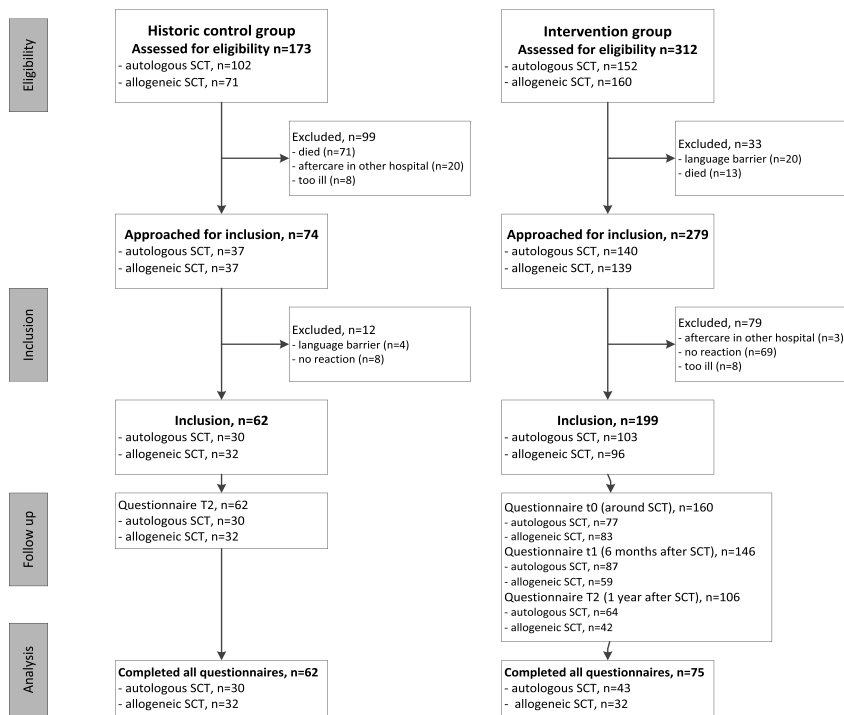 Eligibility
Historic control group
Assessed for eligibility n=173
- autologous SCT, n=102
- allogeneic SCT, n=71
Intervention group
Assessed for eligibility n=312
- autologous SCT, n=152
- allogeneic SCT, n=160
Excluded, n=99
- died (n=71)
- aftercare in other hospital (n=20)
- too ill (n=8)
Excluded, n=33
- language barrier (n=20)
- died (n=13)
Approached for inclusion, n=74
- autologous SCT, n=37
- allogeneic SCT, n=37
Approached for inclusion, n=279
- autologous SCT, n=140
- allogeneic SCT, n=139
Inclusion
Excluded, n=12
- language barrier (n=4)
- no reaction (n=8)
Excluded, n=79
- aftercare in other hospital (n=3)
- no reaction (n=69)
- too ill (n=8)
Inclusion, n=62
- autologous SCT, n=30
- allogeneic SCT, n=32
Inclusion, n=199
- autologous SCT, n=103
- allogeneic SCT, n=96
Follow up
Questionnaire T2, n=62
- autologous SCT, n=30
- allogeneic SCT, n=32
Questionnaire t0 (around SCT), n=160
- autologous SCT, n=77
- allogeneic SCT, n=83
Questionnaire t1 (6 months after SCT), n=146
- autologous SCT, n=87
- allogeneic SCT, n=59
Questionnaire T2 (1 year after SCT), n=106
- autologous SCT, n=64
- allogeneic SCT, n=42
Analysis
Completed all questionnaires, n=62
- autologous SCT, n=30
- allogeneic SCT, n=32
Completed all questionnaires, n=75
- autologous SCT, n=43
- allogeneic SCT, n=32